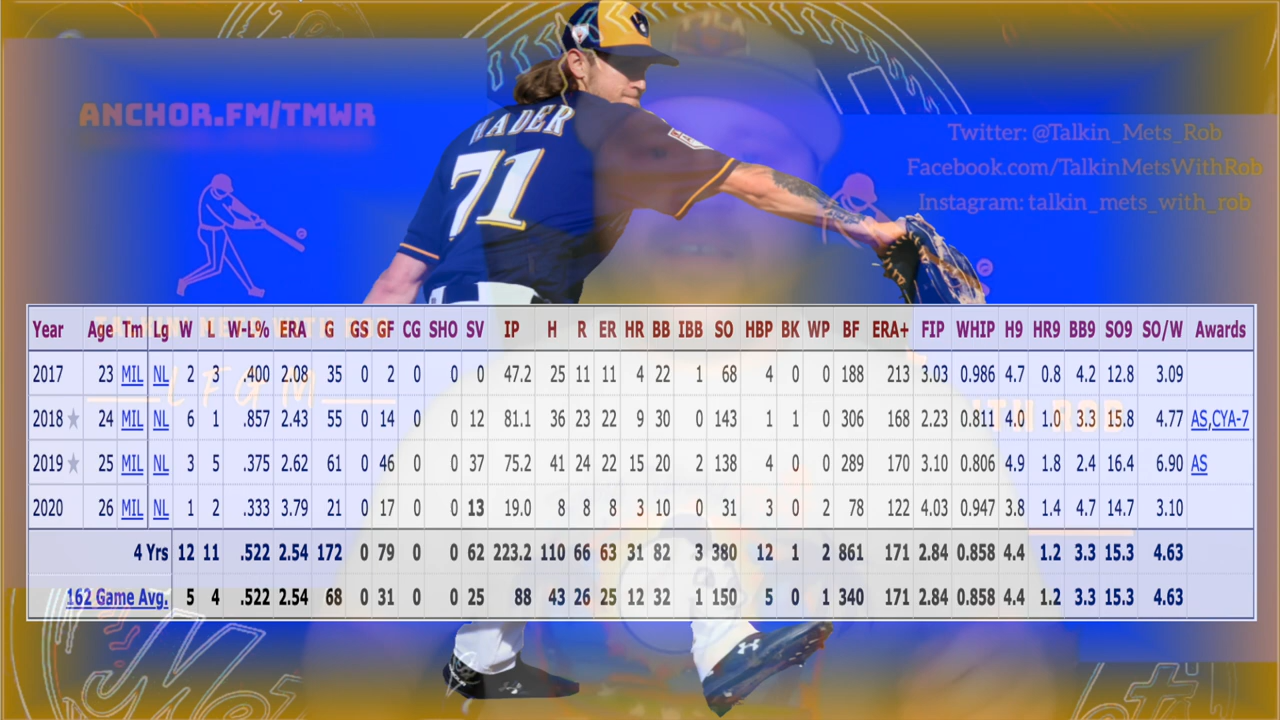 ANCHOR.FM/TMWR
HADER
71
Twitter: @Talkin_Mets_Rob
Facebook.com/TalkinMetsWithRob
Instagram: talkin_mets_with_rob
Year Age Tm Lg W L W-L% ERA G GS GF CG SHO SV IP H R ER HR BB IBB SO HBP BK WP BF ERA+ FIP WHIP H9 HR9 BB9 SO9 SO/W Awards
2017 23 MIL NL 2 3 .400 2.08 35 0 2 0 0 0 47.2 25 11 11 4 22 1 68 4 0 0 188 213 3.03 0.986 4.7 0.8 4.2 12.8 3.09
LFGM
2018 24 MIL NL 6 1 .857 2.43 55 0 14 0 0 12 81.1 36 23 22 9 30 0 143 1 1 0 306 168 2.23 0.811 4.0 1.0 3.3 15.8 4.77 AS,CYA-7
WITH ROB
2019 25 MIL NL 3 5 .375 2.62 61 0 46 0 0 37 75.2 41 24 22 15 20 2 138 4 0 0 289 170 3.10 0.806 4.9 1.8 2.4 16.4 6.90 AS
2020 26 MIL NL 1 2 .333 3.79 21 0 17 0 0 13 19.0 8 8 8 3 10 0 31 3 0 2 78 122 4.03 0.947 3.8 1.4 4.7 14.7 3.10
4 Yrs 12 11 .522 2.54 172 0 79 0 0 62 223.2 110 66 63 31 82 3 380 12 1 2 861 171 2.84 0.858 4.4 1.2 3.3 15.3 4.63
162 Game Avg. 5 4 .522 2.54 68 0 31 0 0 25 88 43 26 25 12 32 1 150 5 0 1 340 171 2.84 0.858 4.4 1.2 3.3 15.3 4.63